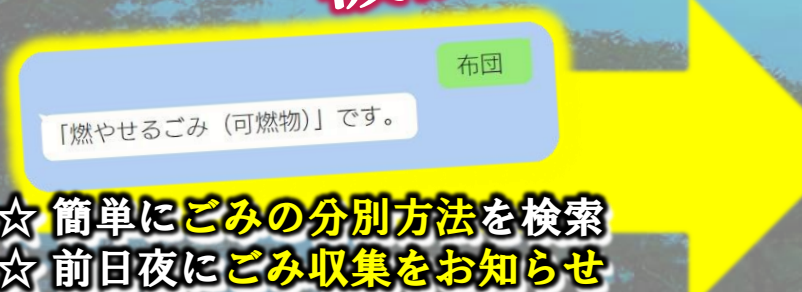 布団
「燃やせるごみ（可燃物）」です。
☆ 簡単にごみの分別方法を検索
☆ 前日夜にごみ収集をお知らせ